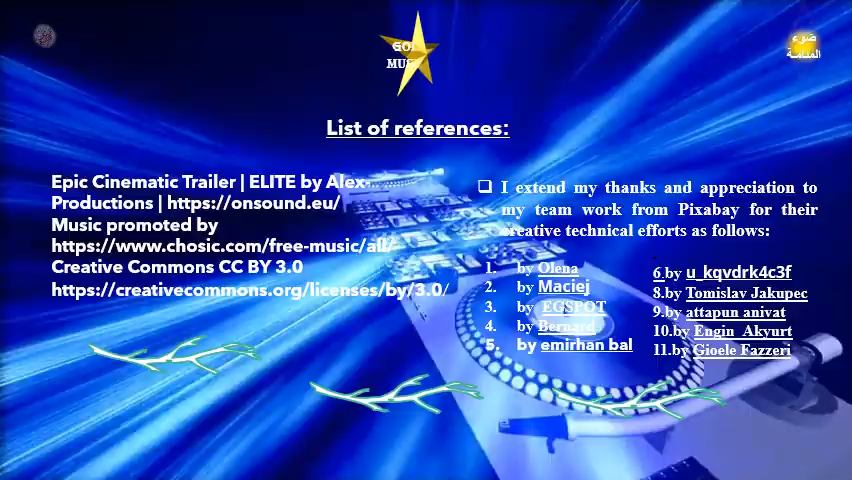 GOL
MUS
ضوء
المنامة
List of references:
Epic Cinematic Trailer | ELITE by Alex-
Productions | https://onsound.eu/
Music promoted by
https://www.chosic.com/free-music/all/
Creative Commons CC BY 3.0
https://creativecommons.org/licenses/by/3.0/
❑ I extend my thanks and appreciation to
my team work from Pixabay for their
creative technical efforts as follows:
1. by Olena
2. by Maciej
3. by EGSPOT
4. by Bernard
5. by emirhan bal
6.by u_kqvdrk4c3f
8.by Tomislav Jakupec
9.by attapun anivat
10.by Engin Akyurt
11.by Gioele Fazzeri